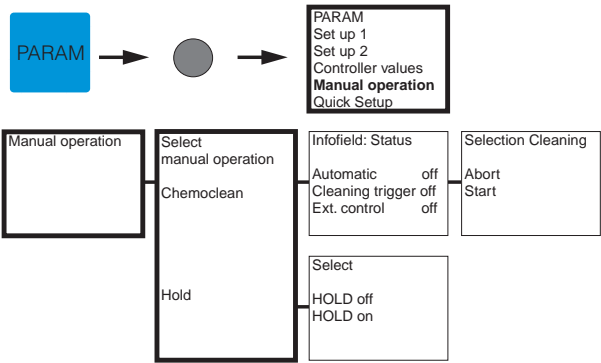 PARAM
PARAM
Set up 1
Set up 2
Controller values
Manual operation
Quick Setup
Manual operation
Select
manual operation
Chemoclean
Hold
Infofield: Status
Automatic off
Cleaning trigger off
Ext. control off
Selection Cleaning
Abort
Start
Select
HOLD off
HOLD on